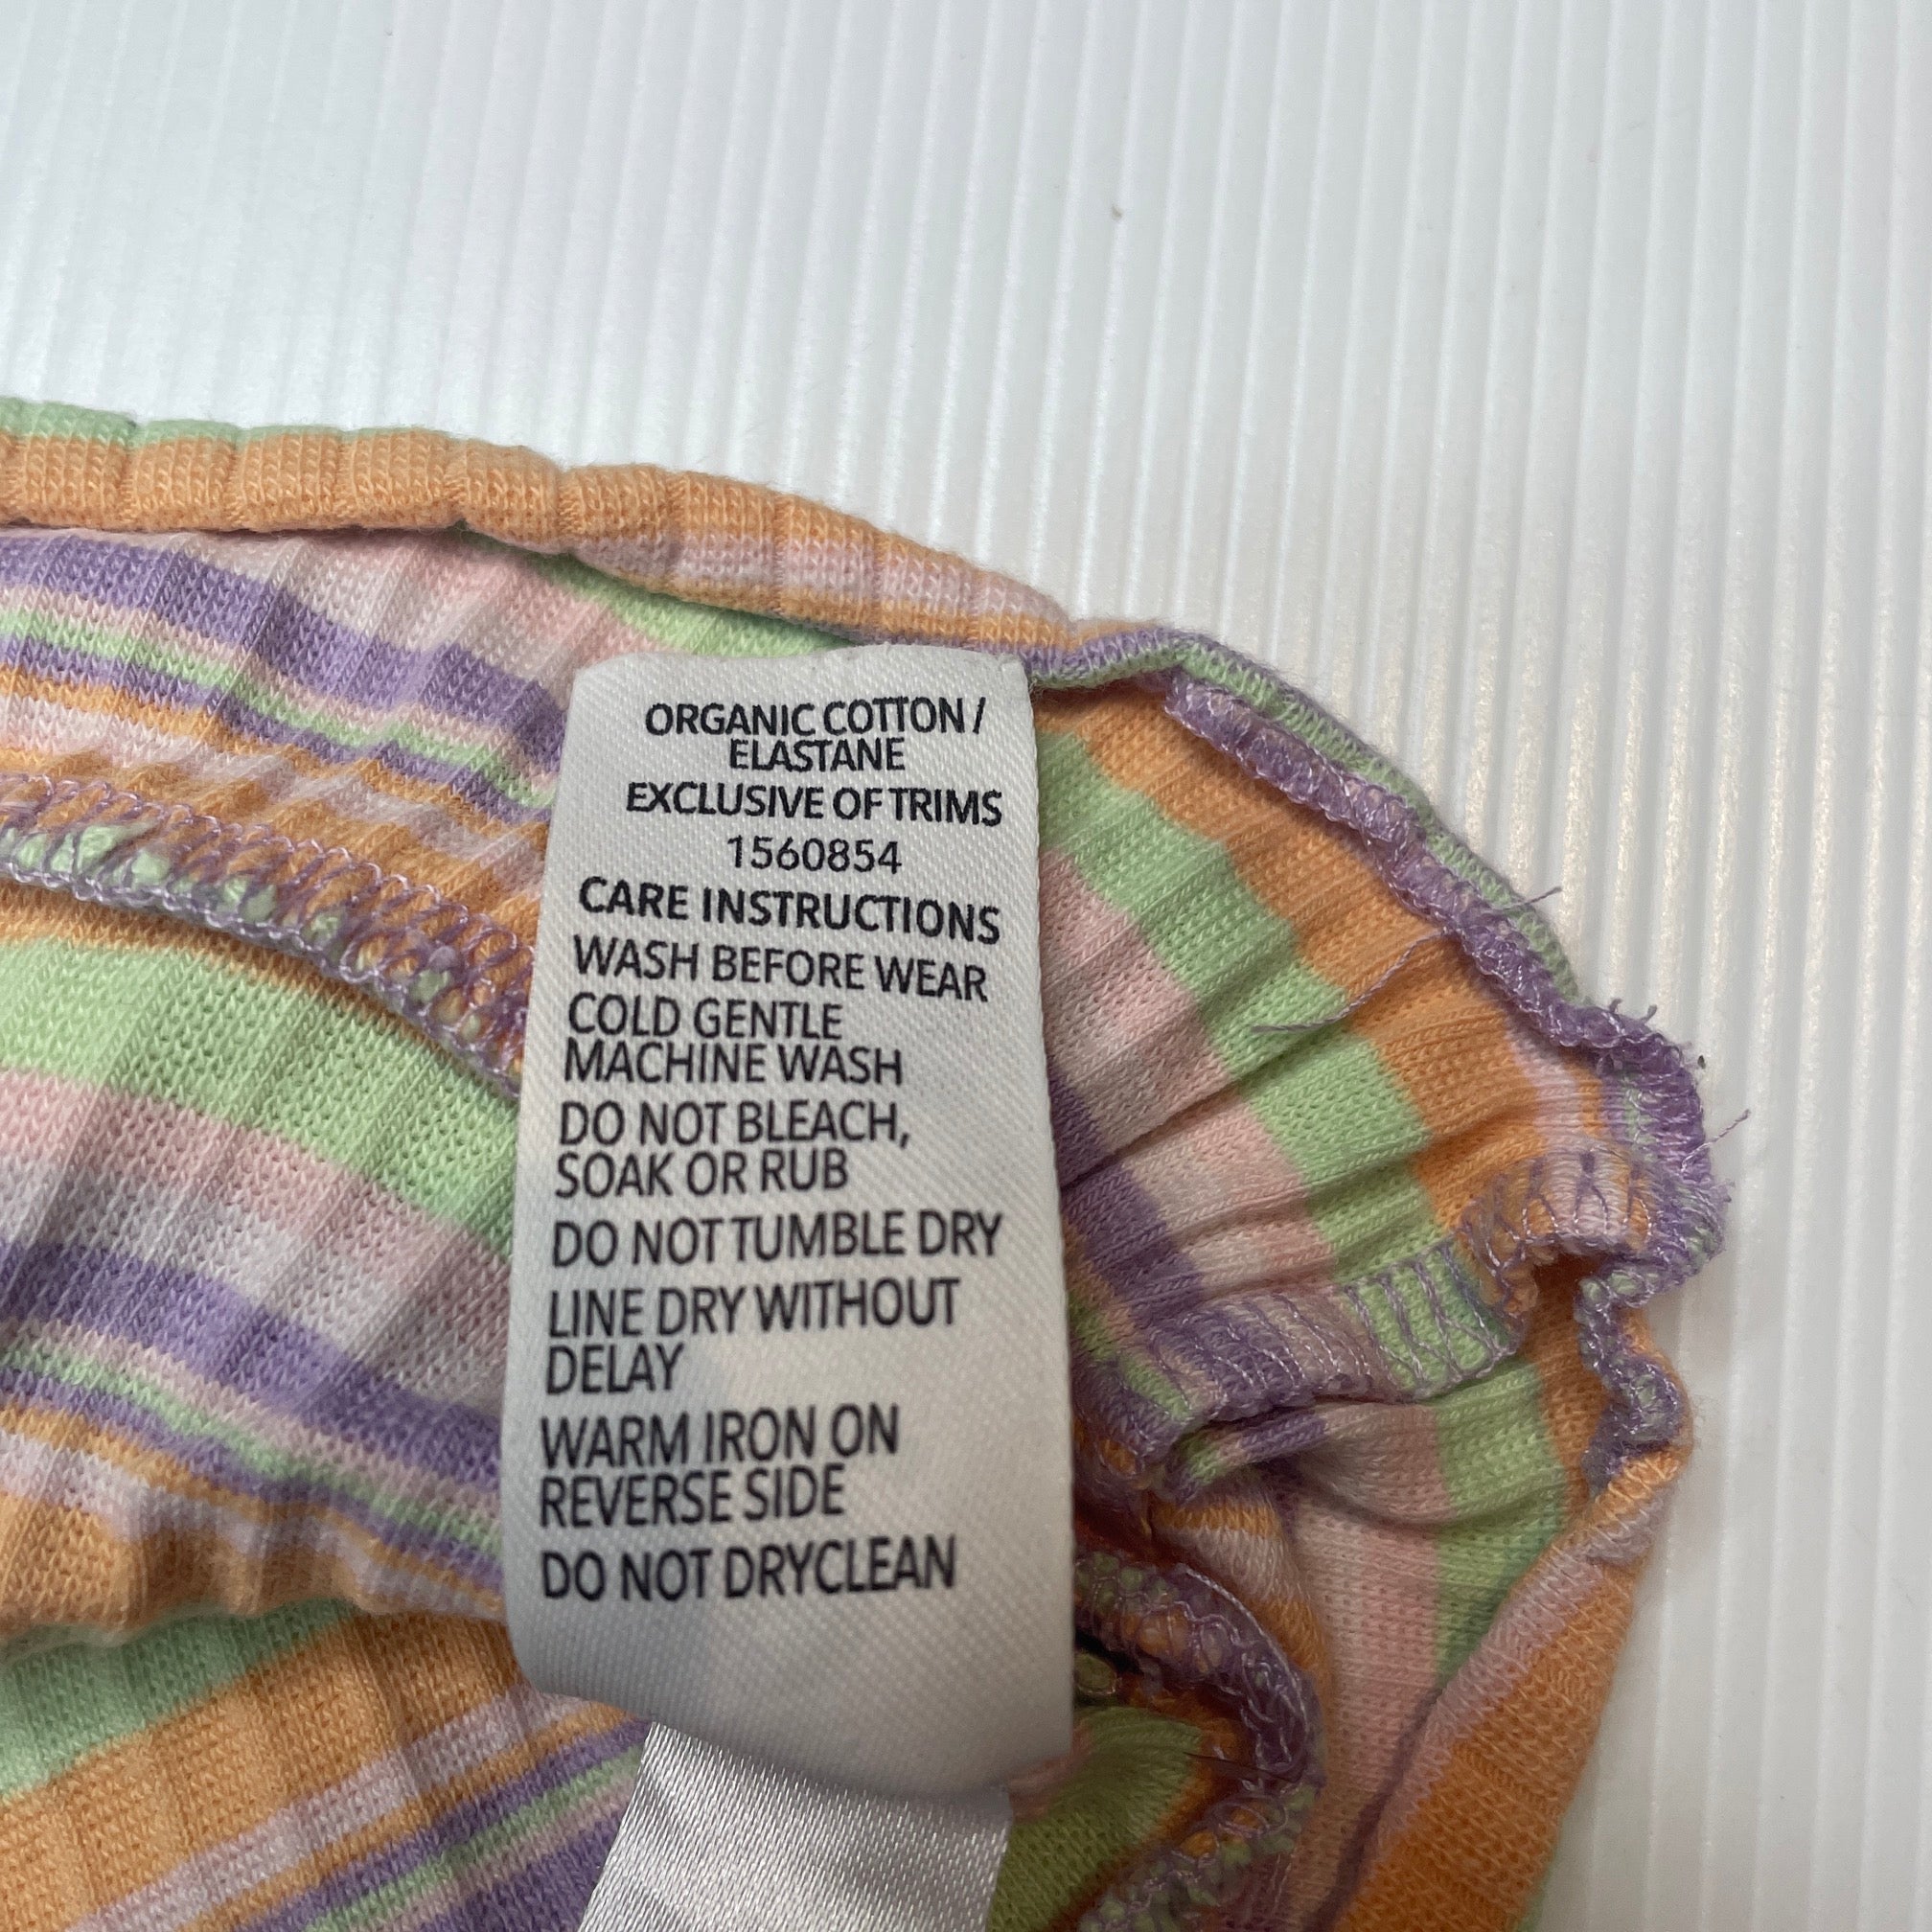 ORGANIC COTTON /
ELASTANE
EXCLUSIVE OF TRIMS
1560854
CARE INSTRUCTIONS
WASH BEFORE WEAR
COLD GENTLE
MACHINE WASH
DO NOT BLEACH,
SOAK OR RUB
DO NOT TUMBLE DRY
LINE DRY WITHOUT
DELAY
WARM IRON ON
REVERSE SIDE
DO NOT DRYCLEAN